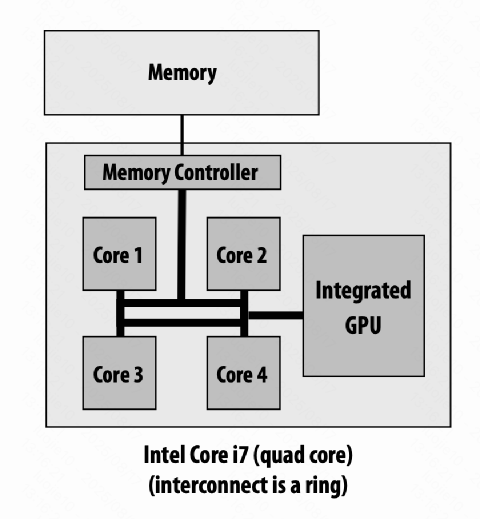 Memory
Memory Controller
Core 1
Core 2
Integrated
GPU
Core 3
Core 4
Intel Core i7 (quad core)
(interconnect is a ring)